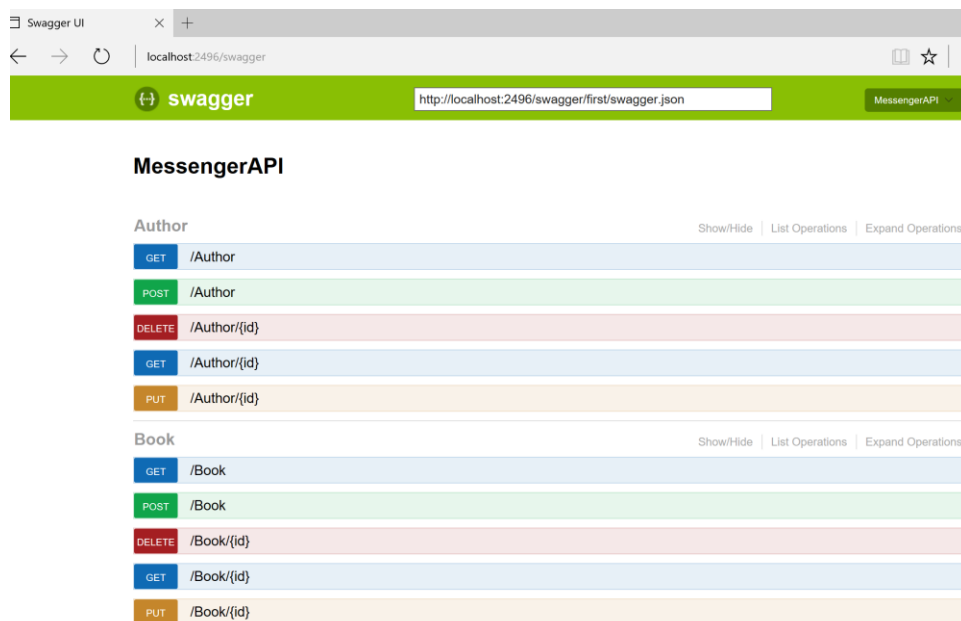 Swagger UI
localhost:2496/swagger
swagger
http://localhost:2496/swagger/first/swagger.json
MessengerAPI
MessengerAPI
Author
Show/Hide List Operations Expand Operations
GET /Author
POST /Author
DELETE /Author/{id}
GET /Author/{id}
PUT /Author/{id}
Book
Show/Hide List Operations Expand Operations
GET /Book
POST /Book
DELETE /Book/{id}
GET /Book/{id}
PUT /Book/{id}